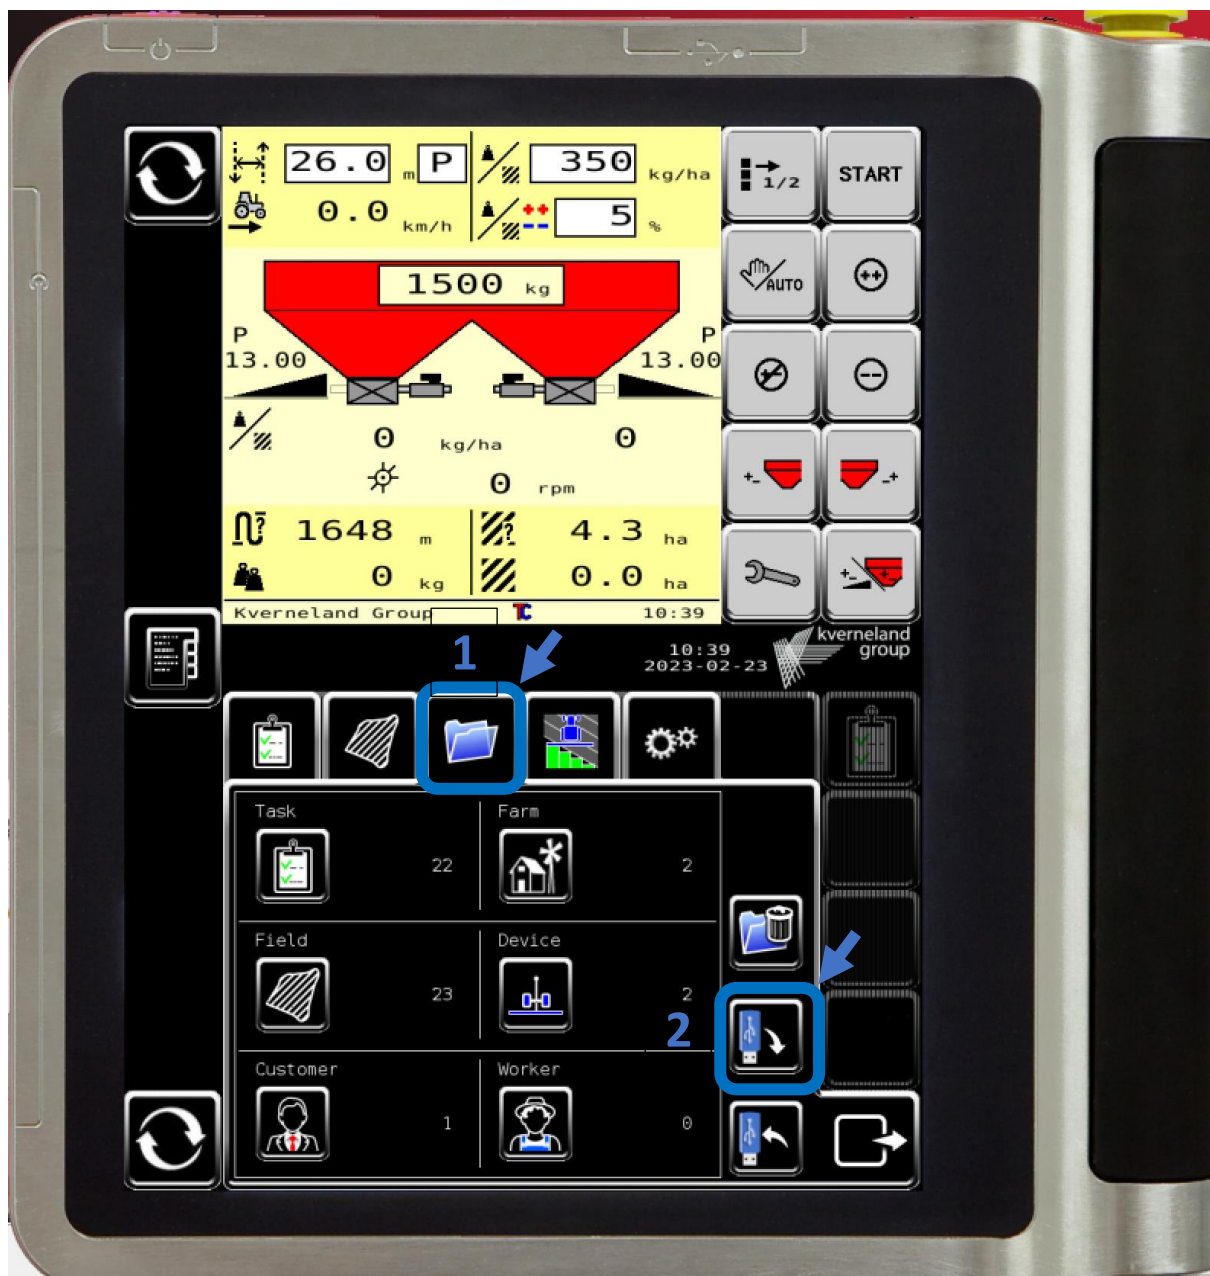 26.0 m P 350 kg/ha
0.0 km/h ++ -- 5 %
1/2 START
1500 kg
AUTO ++
P P
13.00 13.00
--
0 kg/ha 0
0 rpm
+- -+
1648 m ? 4.3 ha
0 kg 0.0 ha
+- +-
Kverneland Group TC 10:39
1
10:39
2023-02-23
kverneland
group
Task 22
Farm 2
Field 23
Device 2
2
Customer 1
Worker 0